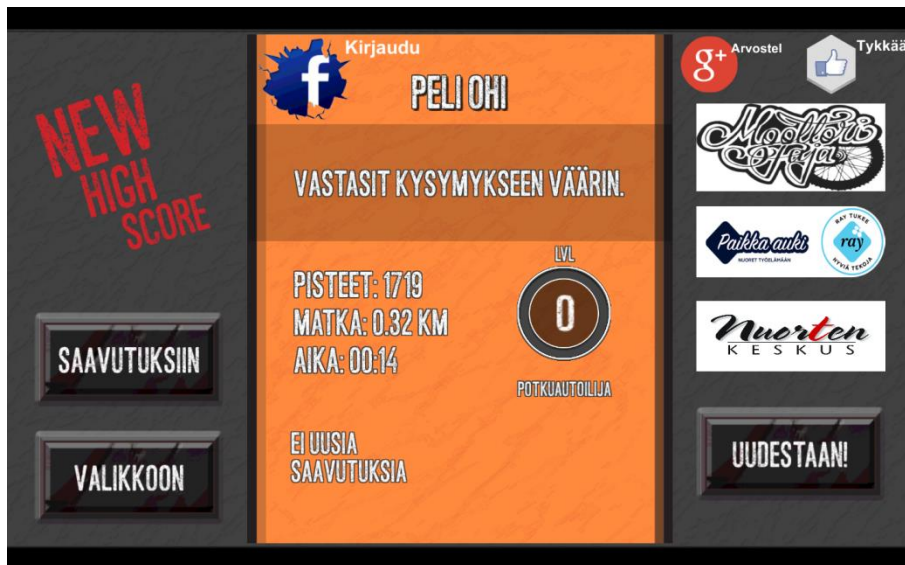 NEW
HIGH
SCORE
SAAVUTUKSIIN
VALIKKOON
Kirjaudu
f
PELI OHI
VASTASIT KYSYMYKSEEN VÄÄRIN.
PISTEET: 1719
MATKA: 0.32 KM
AIKA: 00:14
LVL
0
POTKUAUTOILIJA
EI UUSIA
SAAVUTUKSIA
g+ Arvostel
Tykkää
Moottori
Paja
Paikka auki
NUORET TYÖELÄMÄÄN
RAY TUKEE
ray
HYVIÄ TEKOJA
Nuorten
KESKUS
UUDESTAAN!